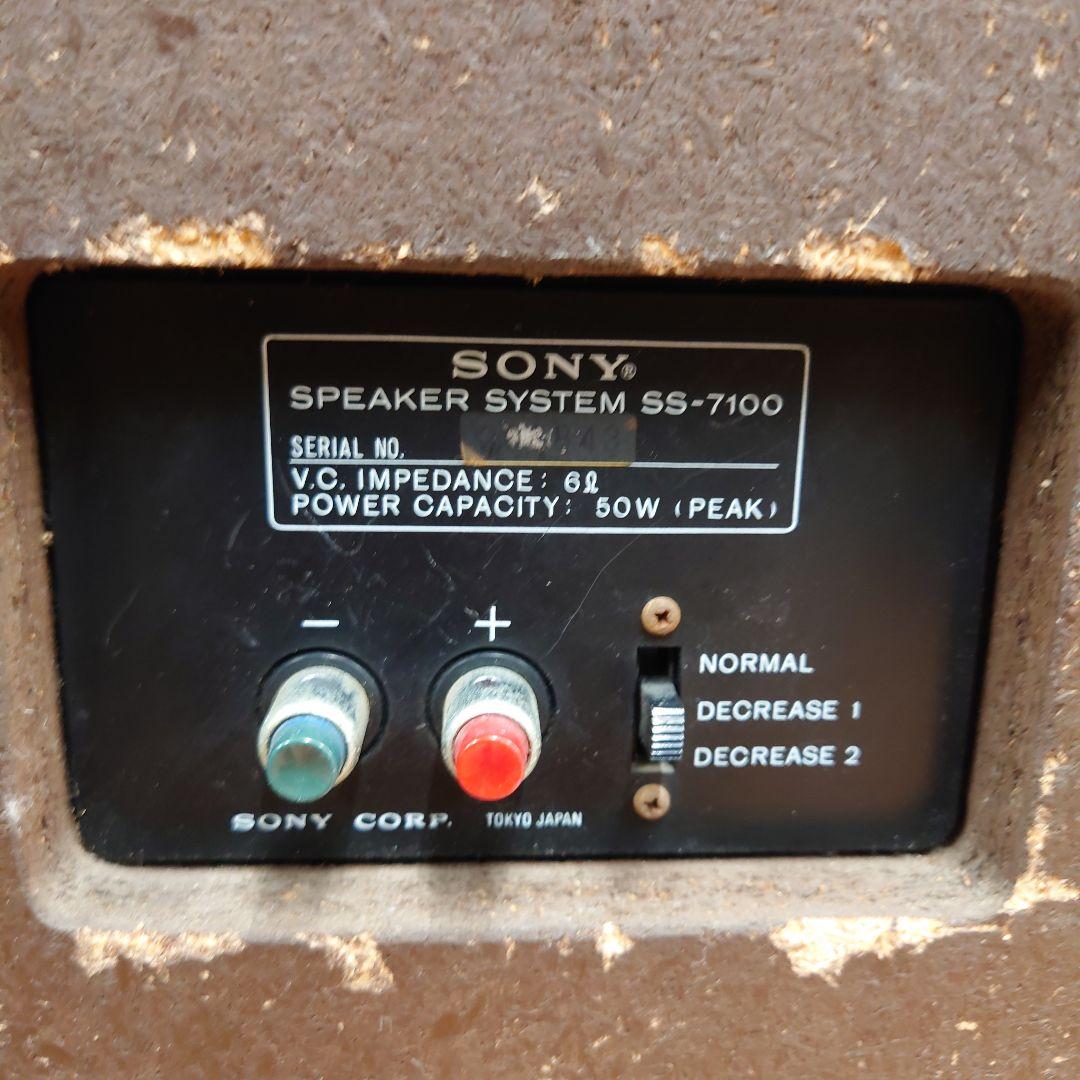 SONY®
SPEAKER SYSTEM SS-7100
SERIAL NO.
V.C. IMPEDANCE: 6Ω
POWER CAPACITY: 50W (PEAK)
− +
NORMAL
DECREASE 1
DECREASE 2
SONY CORP. TOKYO JAPAN